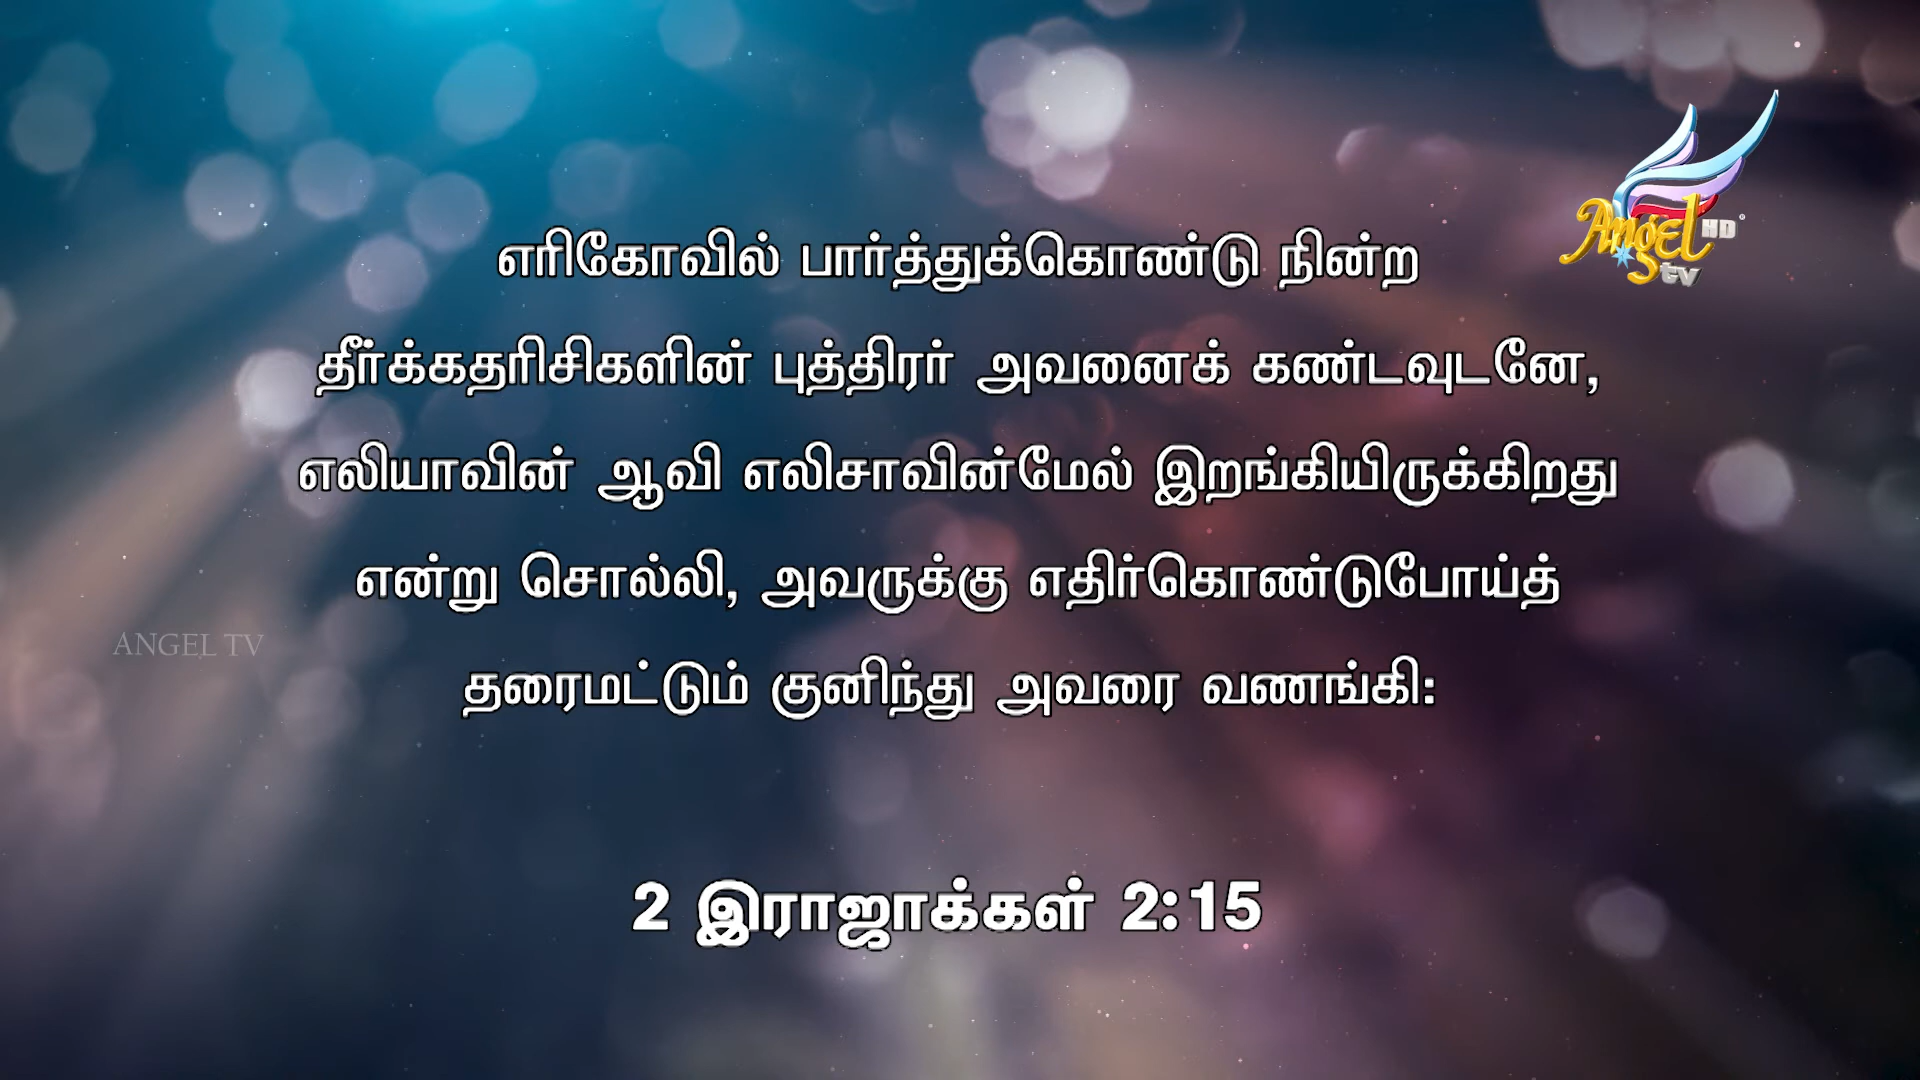 Angel HD
tv
எரிகோவில் பார்த்துக்கொண்டு நின்ற
தீர்க்கதரிசிகளின் புத்திரர் அவனைக் கண்டவுடனே,
எலியாவின் ஆவி எலிசாவின்மேல் இறங்கியிருக்கிறது
என்று சொல்லி, அவருக்கு எதிர்கொண்டுபோய்த்
ANGEL TV
தரைமட்டும் குனிந்து அவரை வணங்கி:
2 இராஜாக்கள் 2:15